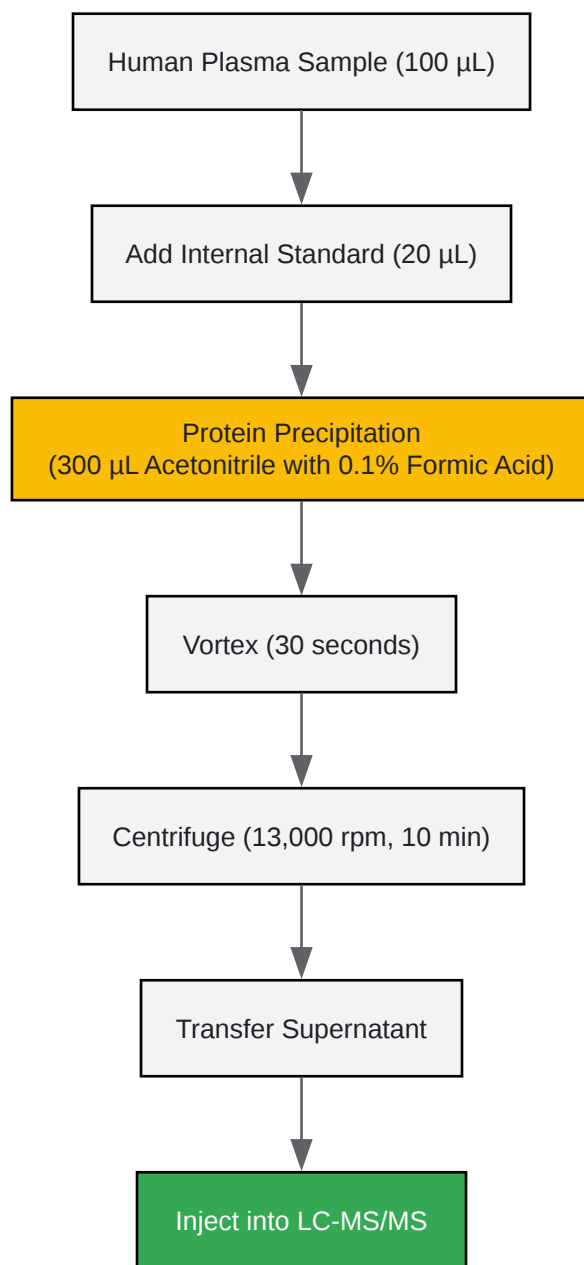 Human Plasma Sample (100 µL)
Add Internal Standard (20 µL)
Protein Precipitation
(300 µL Acetonitrile with 0.1% Formic Acid)
Vortex (30 seconds)
Centrifuge (13,000 rpm, 10 min)
Transfer Supernatant
Inject into LC-MS/MS